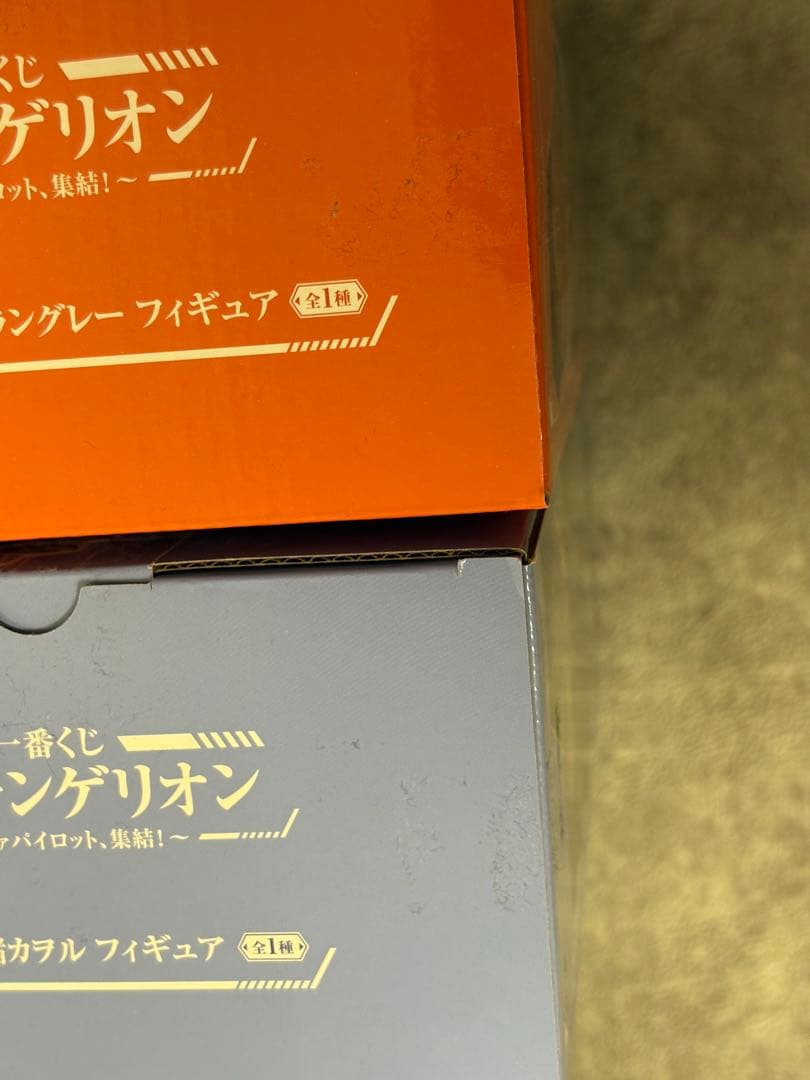 くじ
ゲリオン
ロット、集結！～
ラングレー フィギュア 全1種
一番くじ
ンゲリオン
ァパイロット、集結！～
カヲル フィギュア 全1種